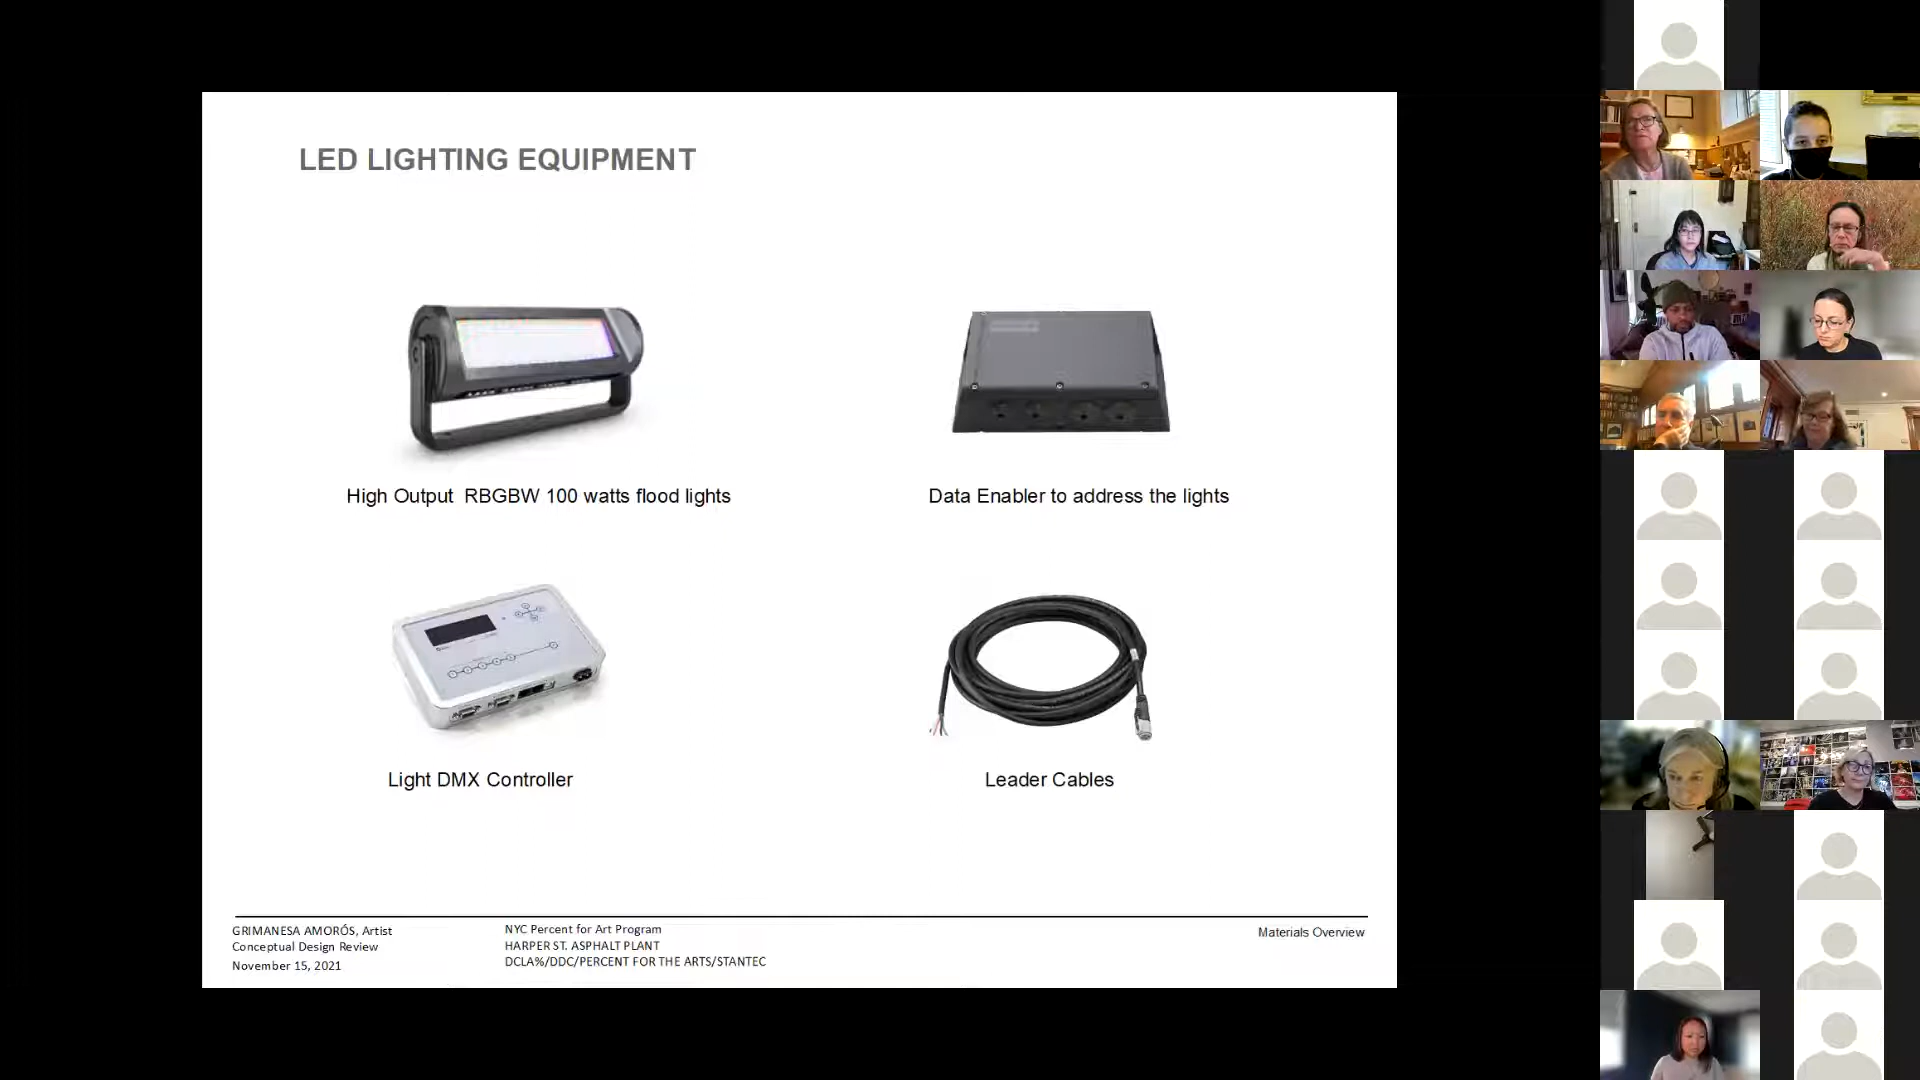 LED LIGHTING EQUIPMENT
High Output RBGBW 100 watts flood lights
Data Enabler to address the lights
Light DMX Controller
Leader Cables
GRIMANESA AMORÓS, Artist
Conceptual Design Review
November 15, 2021
NYC Percent for Art Program
HARPER ST. ASPHALT PLANT
DCLA%/DDC/PERCENT FOR THE ARTS/STANTEC
Materials Overview